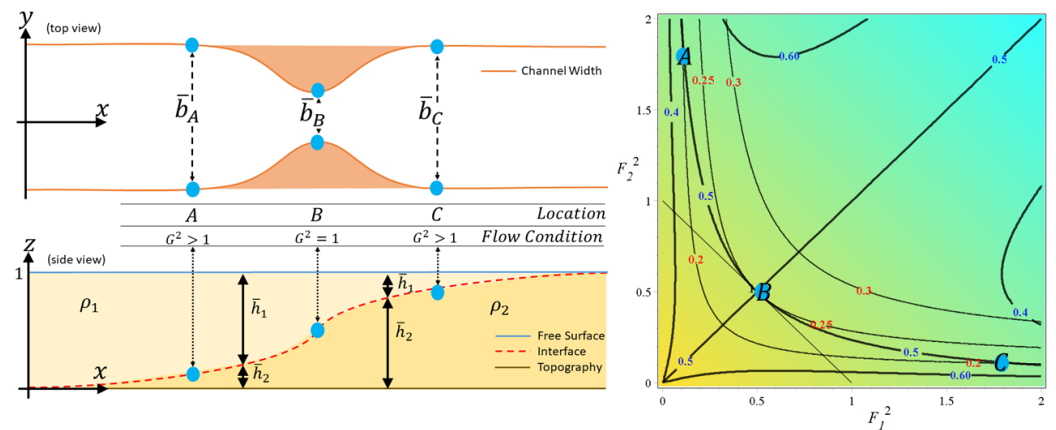 y (top view)
x
b̄_A
b̄_B
b̄_C
Channel Width
A B C Location
G² > 1 G² = 1 G² > 1 Flow Condition
z (side view)
1
ρ₁
h̄₁
h̄₂
h̄₁
h̄₂
ρ₂
Free Surface
Interface
Topography
x
2
1.5
F₂²
1
0.5
0
0 0.5 1 1.5 2
F₁²
A
B
C
0.60
0.5
0.25
0.3
0.4
0.5
0.2
0.3
0.4
0.25
0.5
0.2
0.5
0.60